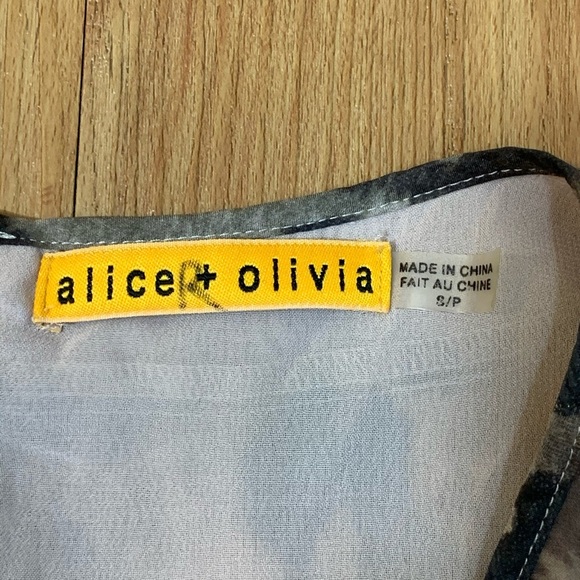 alice + olivia
R
MADE IN CHINA
FAIT AU CHINE
S/P